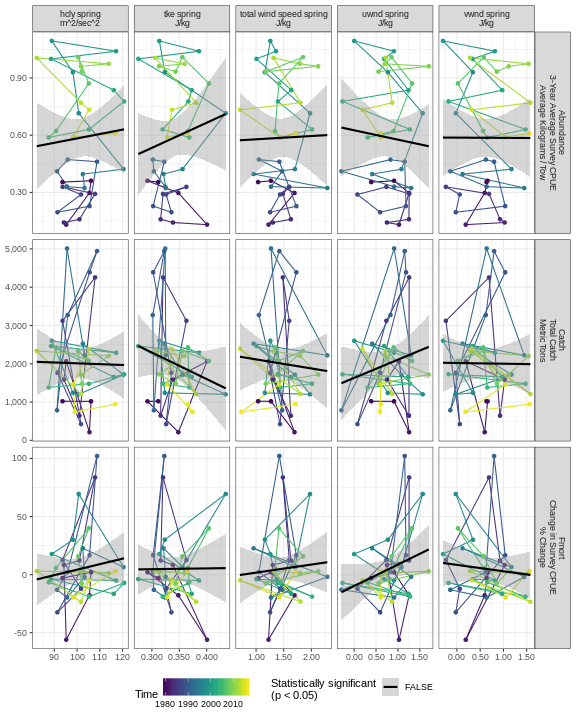 hcly spring
m^2/sec^2
tke spring
J/kg
total wind speed spring
J/kg
uwnd spring
J/kg
vwnd spring
J/kg
0.90
0.60
0.30
Abundance
3-Year Average Survey CPUE
Average Kilograms / Tow
5,000
4,000
3,000
2,000
1,000
0
Catch
Total Catch
Metric Tons
100
50
0
-50
Fmort
Change in Survey CPUE
% Change
90
100
110
120
0.300
0.350
0.400
1.00
1.50
2.00
0.00
0.50
1.00
1.50
0.00
0.50
1.00
1.50
Time
1980 1990 2000 2010
Statistically significant
(p < 0.05)
FALSE